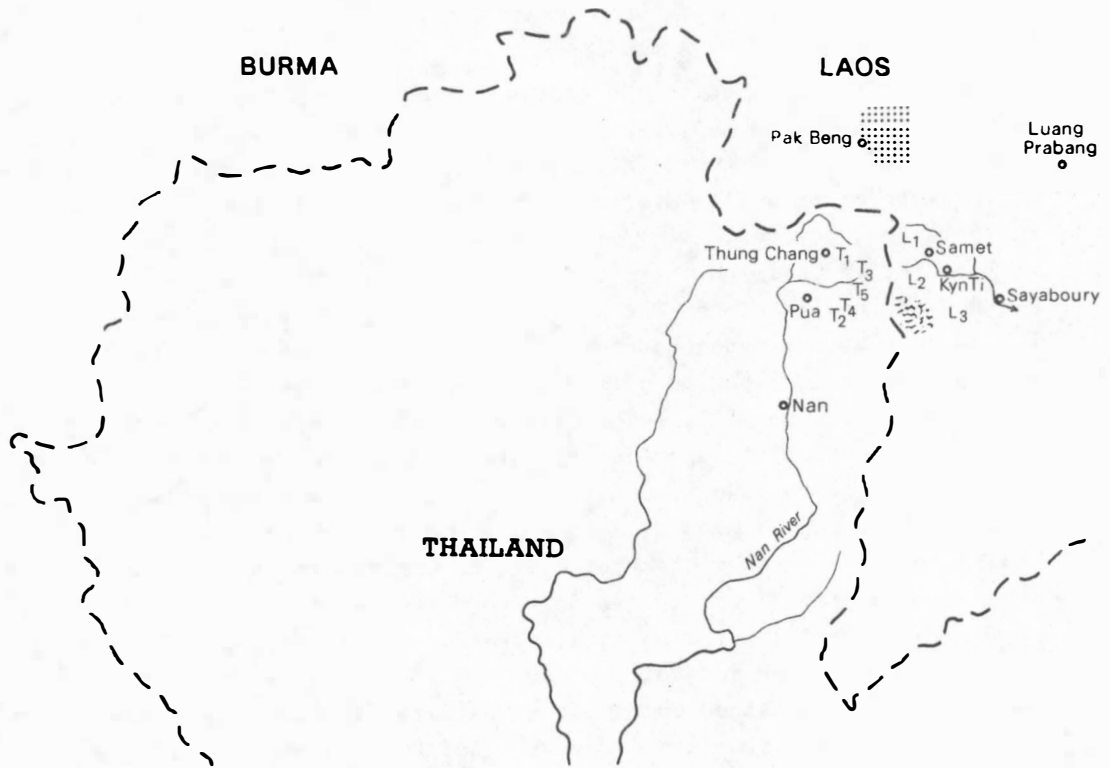 BURMA
LAOS
Pak Beng
Luang
Prabang
Thung Chang
T1
T3
L1
Samet
L2
KynTi
T5
Pua
T4
T2
L3
Sayaboury
Nan
Nan River
THAILAND